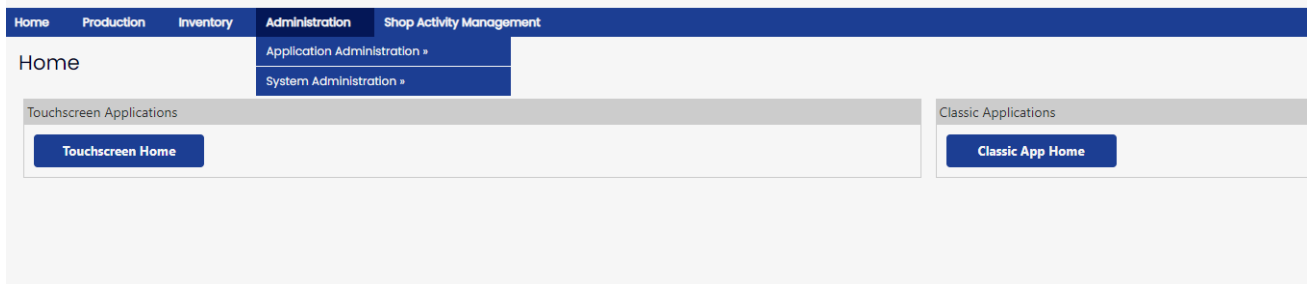 Home Production Inventory Administration Shop Activity Management
Application Administration »
System Administration »
Home
Touchscreen Applications
Touchscreen Home
Classic Applications
Classic App Home